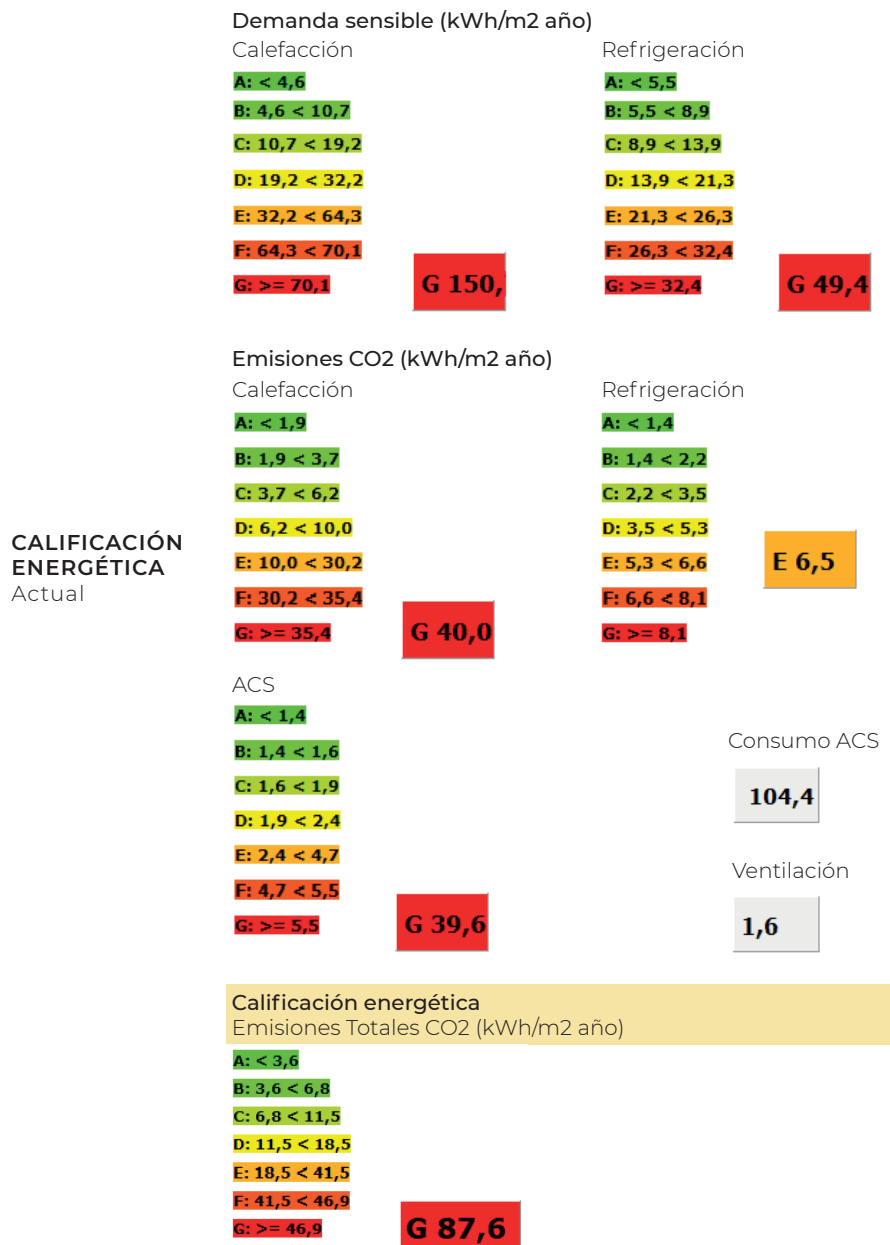 Demanda sensible (kWh/m2 año)
Calefacción
A: < 4,6
B: 4,6 < 10,7
C: 10,7 < 19,2
D: 19,2 < 32,2
E: 32,2 < 64,3
F: 64,3 < 70,1
G: >= 70,1
G 150,
Refrigeración
A: < 5,5
B: 5,5 < 8,9
C: 8,9 < 13,9
D: 13,9 < 21,3
E: 21,3 < 26,3
F: 26,3 < 32,4
G: >= 32,4
G 49,4
CALIFICACIÓN
ENERGÉTICA
Actual
Emisiones CO2 (kWh/m2 año)
Calefacción
A: < 1,9
B: 1,9 < 3,7
C: 3,7 < 6,2
D: 6,2 < 10,0
E: 10,0 < 30,2
F: 30,2 < 35,4
G: >= 35,4
G 40,0
Refrigeración
A: < 1,4
B: 1,4 < 2,2
C: 2,2 < 3,5
D: 3,5 < 5,3
E: 5,3 < 6,6
F: 6,6 < 8,1
G: >= 8,1
E 6,5
ACS
A: < 1,4
B: 1,4 < 1,6
C: 1,6 < 1,9
D: 1,9 < 2,4
E: 2,4 < 4,7
F: 4,7 < 5,5
G: >= 5,5
G 39,6
Consumo ACS
104,4
Ventilación
1,6
Calificación energética
Emisiones Totales CO2 (kWh/m2 año)
A: < 3,6
B: 3,6 < 6,8
C: 6,8 < 11,5
D: 11,5 < 18,5
E: 18,5 < 41,5
F: 41,5 < 46,9
G: >= 46,9
G 87,6